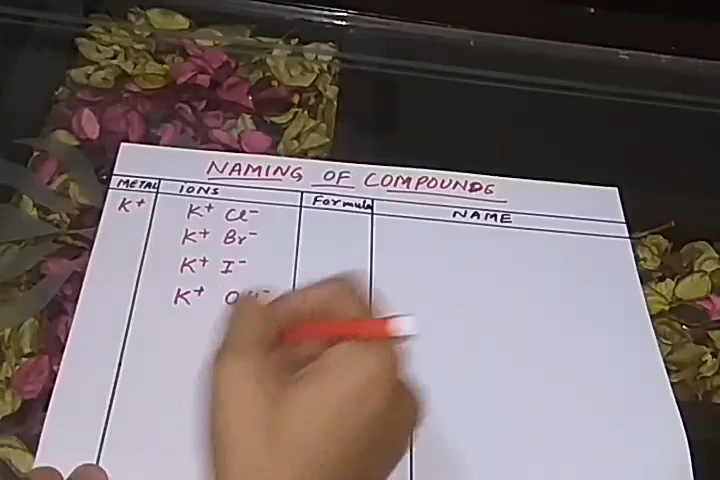 NAMING OF COMPOUNDS
METAL IONS Formula NAME
K+ K+ Cl-
K+ Br-
K+ I-
K+